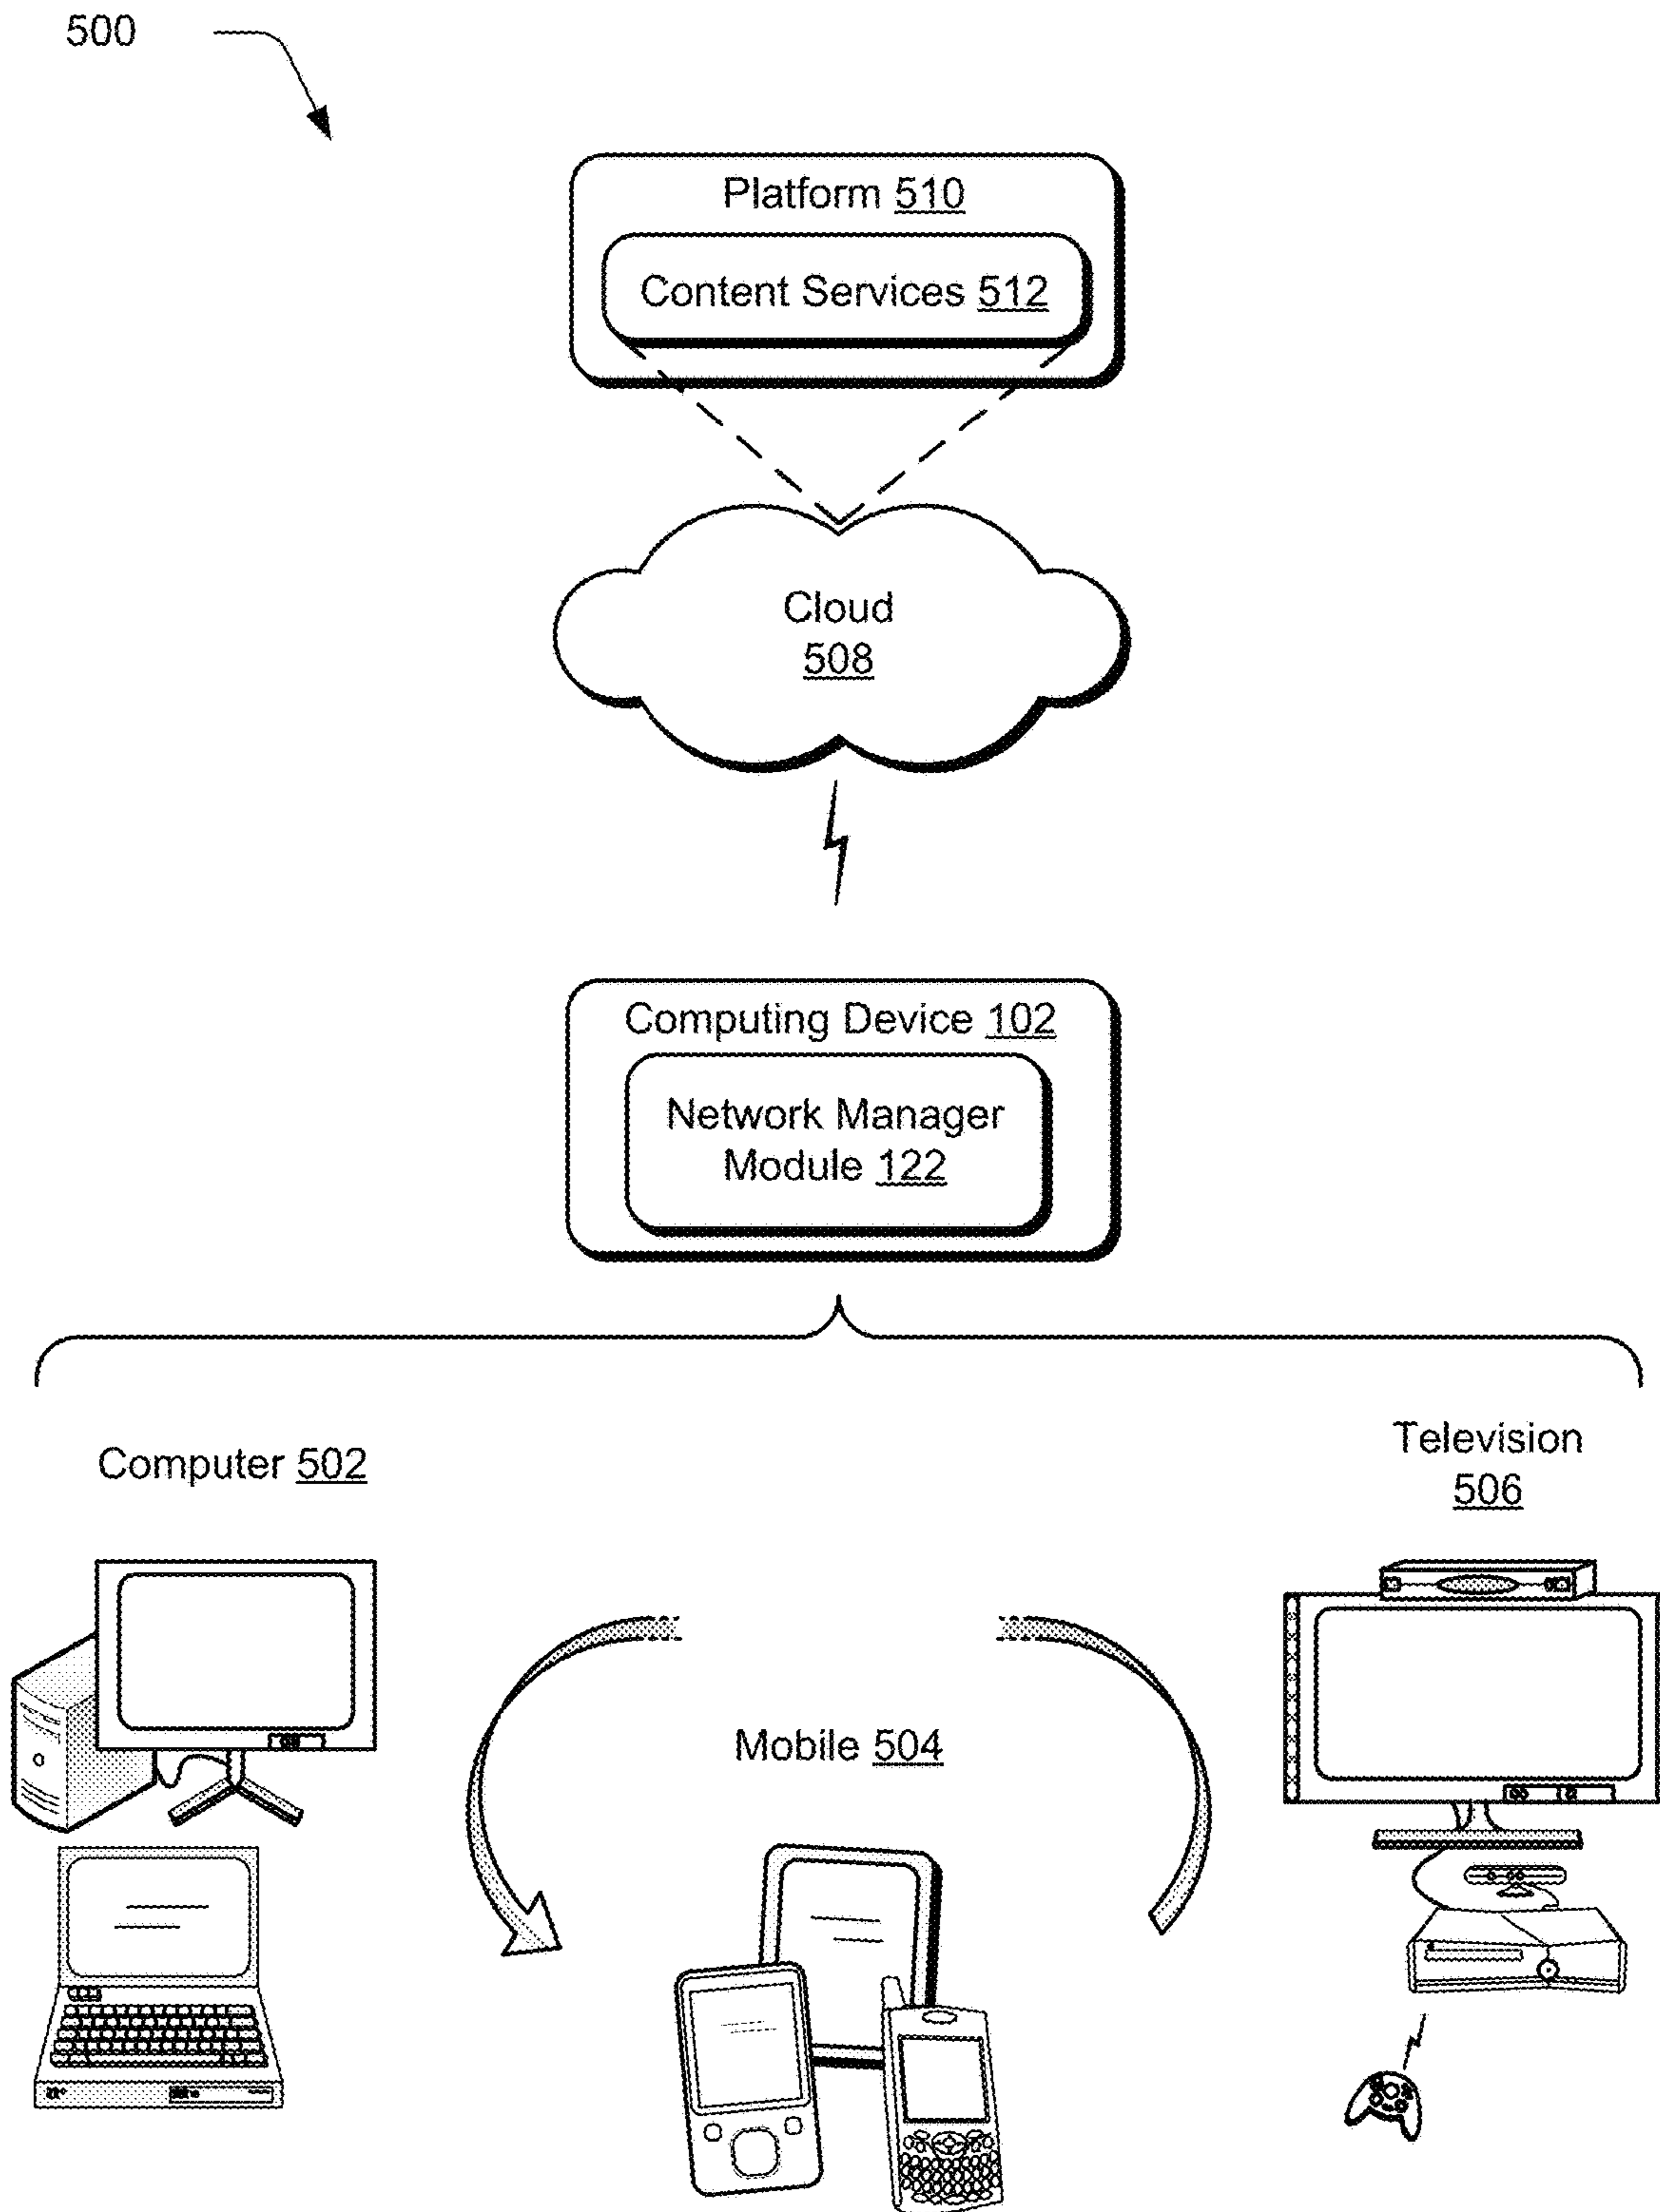 500
Platform 510
Content Services 512
Cloud
508
Computing Device 102
Network Manager
Module 122
Computer 502
Television
506
Mobile 504